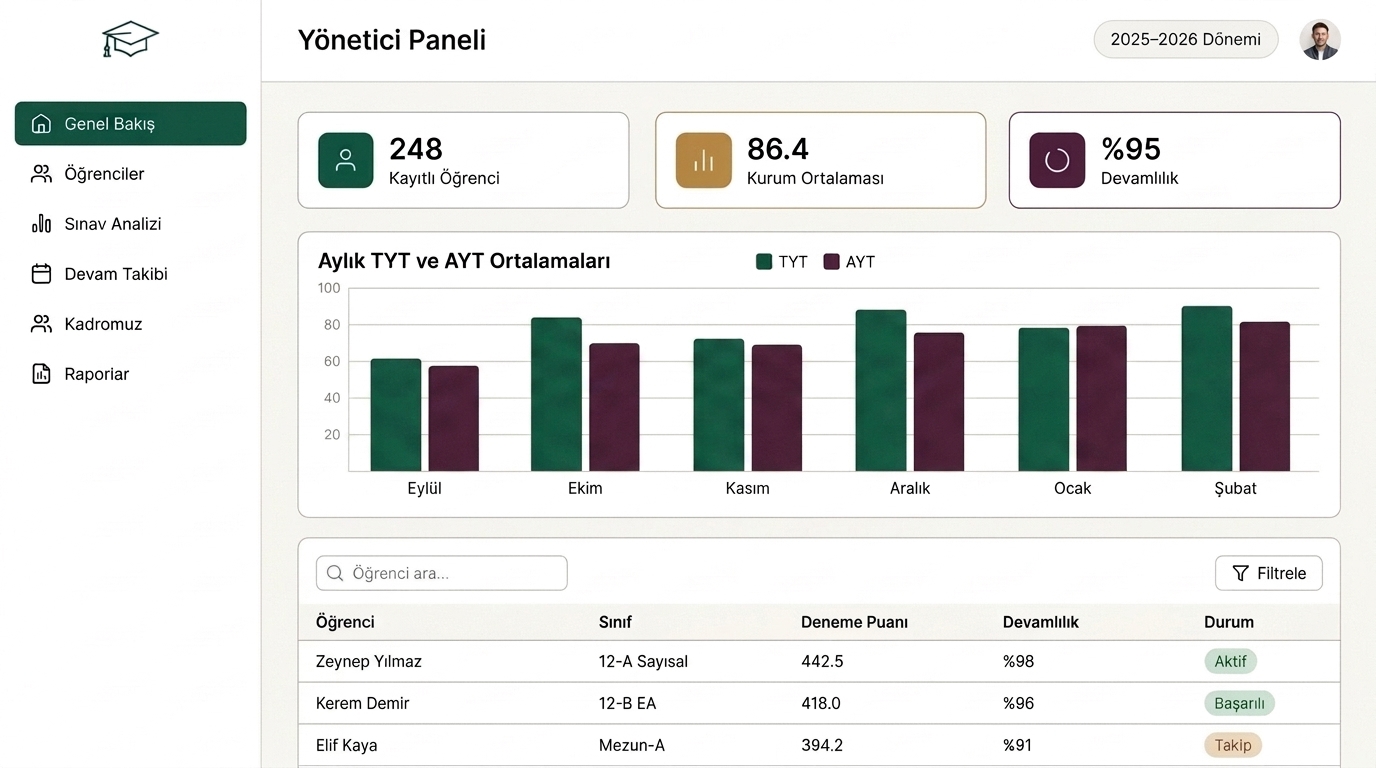 Yönetici Paneli
2025–2026 Dönemi
Genel Bakış
Öğrenciler
Sınav Analizi
Devam Takibi
Kadromuz
Raporlar
248
Kayıtlı Öğrenci
86.4
Kurum Ortalaması
%95
Devamlılık
Aylık TYT ve AYT Ortalamaları
TYT AYT
100
80
60
40
20
Eylül Ekim Kasım Aralık Ocak Şubat
Öğrenci ara...
Filtrele
Öğrenci Sınıf Deneme Puanı Devamlılık Durum
Zeynep Yılmaz 12-A Sayısal 442.5 %98 Aktif
Kerem Demir 12-B EA 418.0 %96 Başarılı
Elif Kaya Mezun-A 394.2 %91 Takip